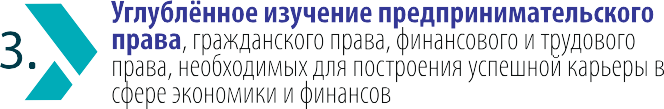 3. Углублённое изучение предпринимательского
права, гражданского права, финансового и трудового
права, необходимых для построения успешной карьеры в
сфере экономики и финансов